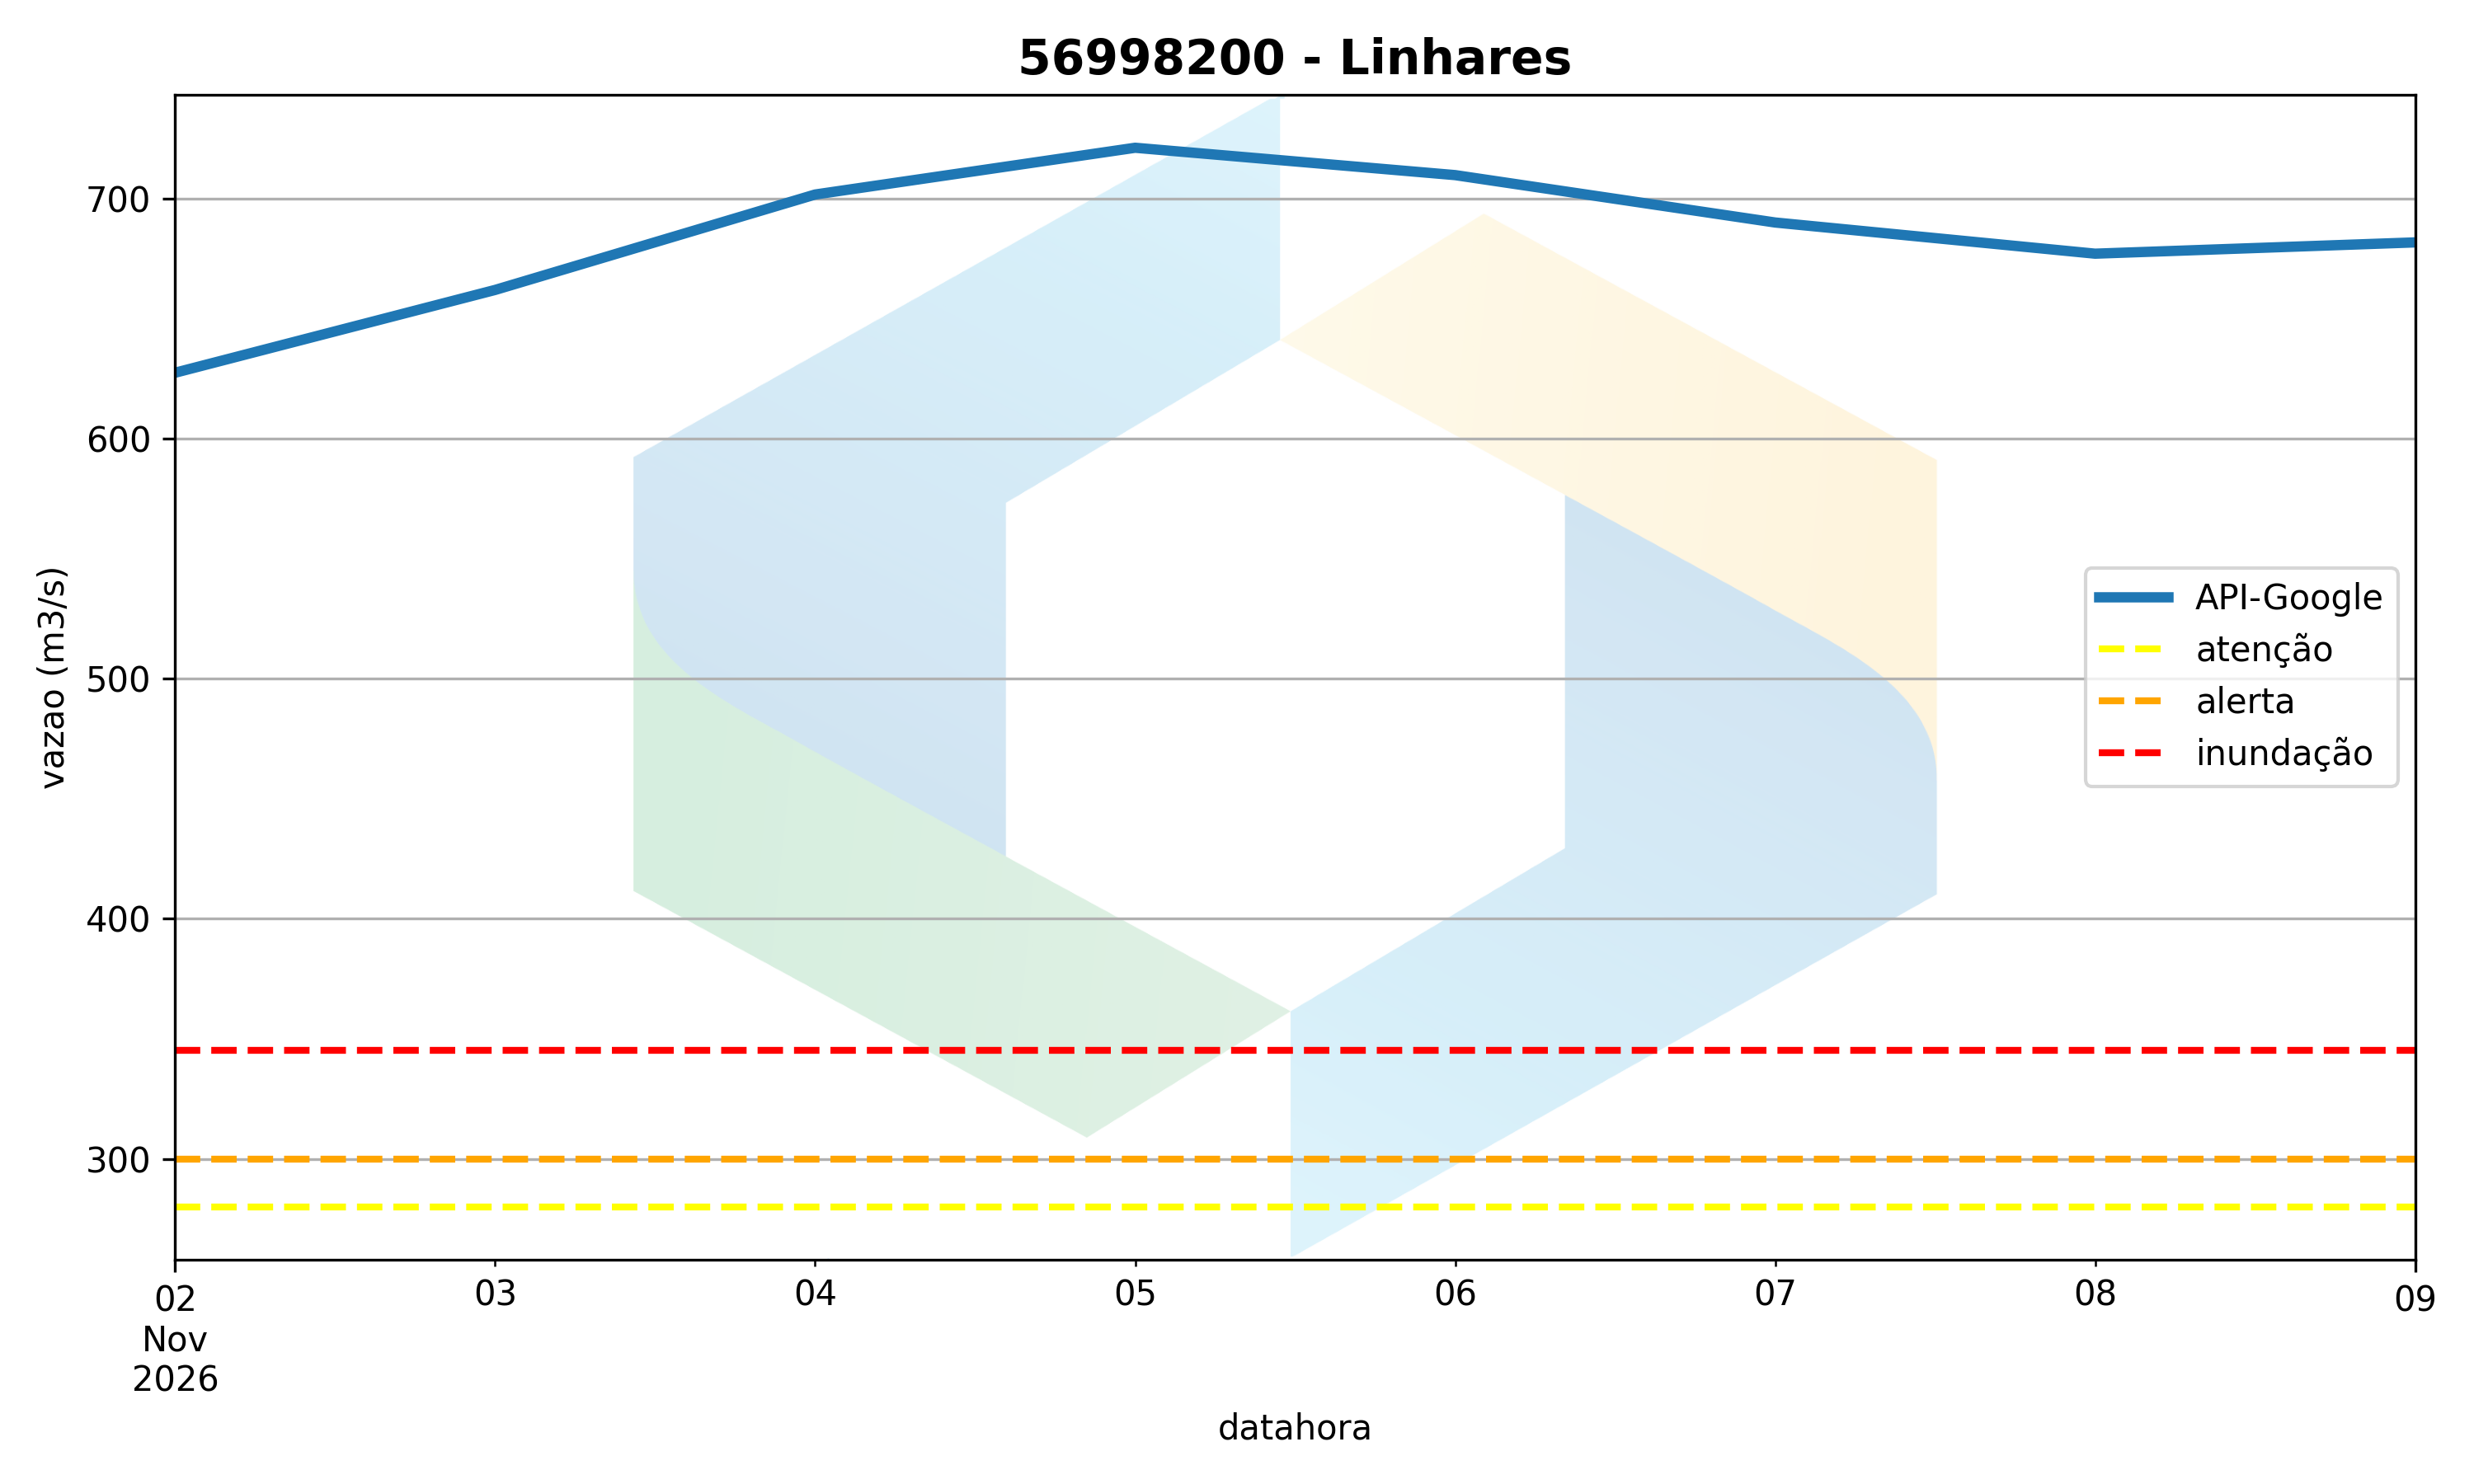 56998200 - Linhares
700
600
500
400
300
vazao (m3/s)
API-Google
atenção
alerta
inundação
02
Nov
2026
03
04
05
06
07
08
09
datahora